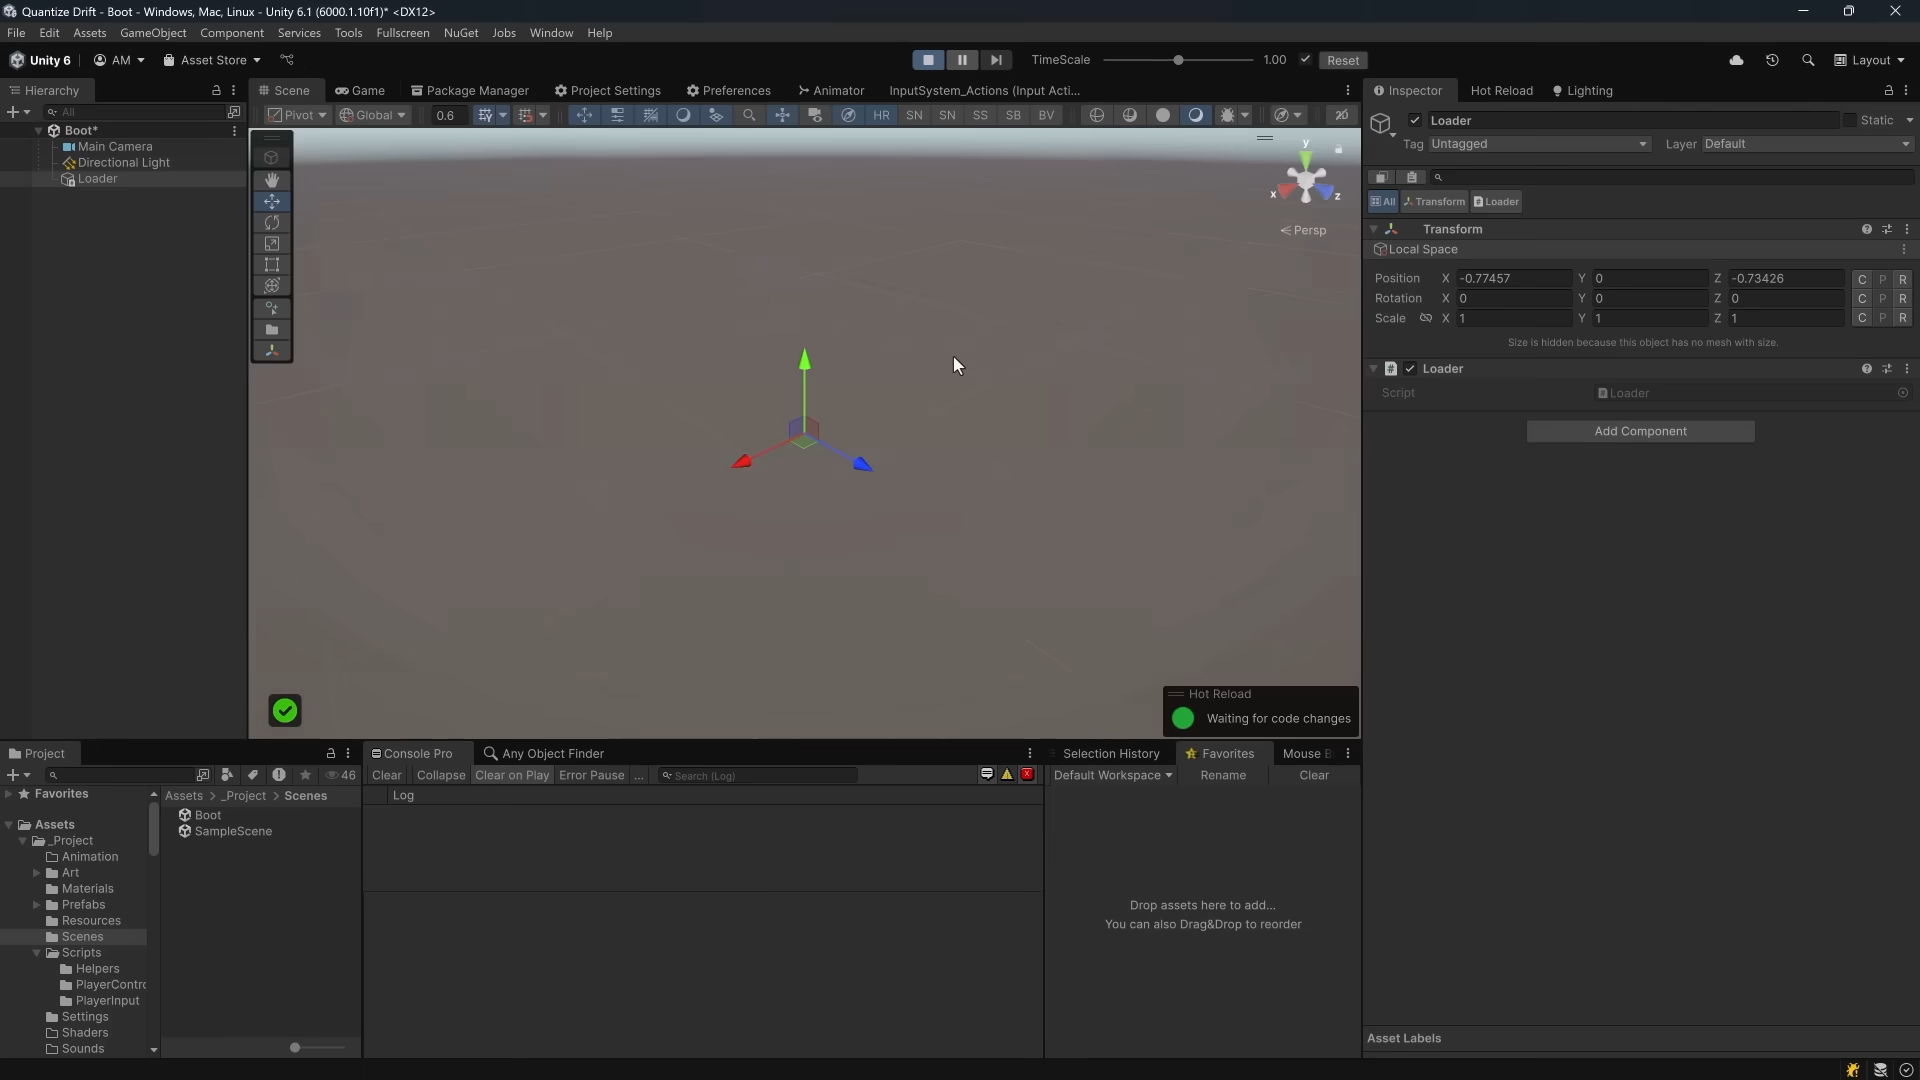 Quantize Drift - Boot - Windows, Mac, Linux - Unity 6.1 (6000.1.10f1)* <DX12>
File Edit Assets GameObject Component Services Tools Fullscreen NuGet Jobs Window Help
Unity 6 AM Asset Store TimeScale 1.00 Reset Layout
Hierarchy Scene Game Package Manager Project Settings Preferences Animator InputSystem_Actions (Input Acti... Inspector Hot Reload Lighting
All Pivot Global 0.6 HR SN SN SS SB BV 2D
Loader Static
Boot*
Main Camera
Directional Light
Loader
Tag Untagged Layer Default
y
x z
Persp
All Transform Loader
Transform
Local Space
Position X -0.77457 Y 0 Z -0.73426 C P R
Rotation X 0 Y 0 Z 0 C P R
Scale X 1 Y 1 Z 1 C P R
Size is hidden because this object has no mesh with size.
Loader
Script Loader
Add Component
Hot Reload
Waiting for code changes
Project Console Pro Any Object Finder Selection History Favorites Mouse B
46 Clear Collapse Clear on Play Error Pause ... Search (Log) Default Workspace Rename Clear
Favorites
Assets
_Project
Animation
Art
Materials
Prefabs
Resources
Scenes
Scripts
Helpers
PlayerContro
PlayerInput
Settings
Shaders
Sounds
Assets > _Project > Scenes
Boot
SampleScene
Log
Drop assets here to add...
You can also Drag&Drop to reorder
Asset Labels